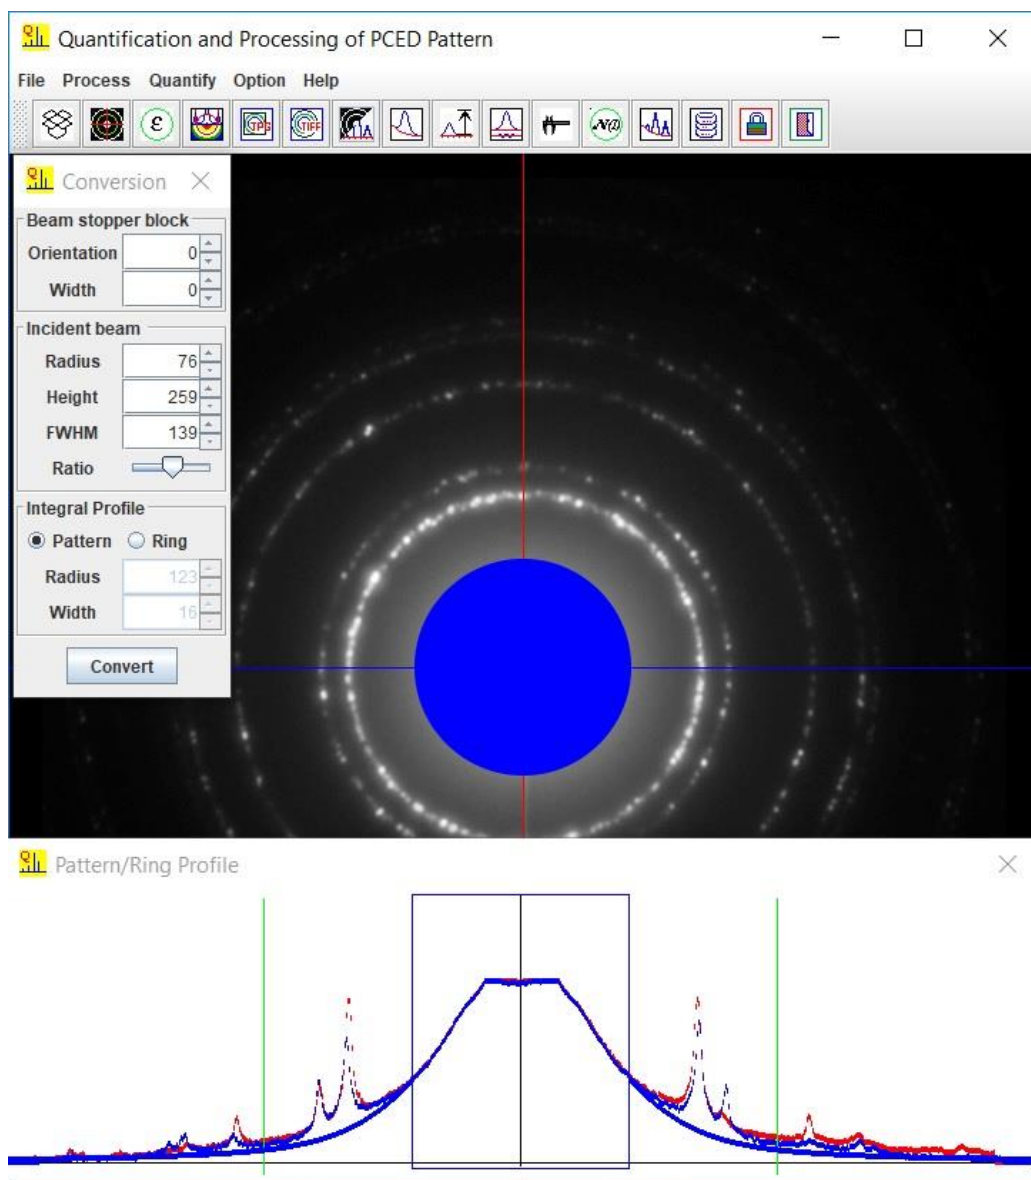 Quantification and Processing of PCED Pattern
File Process Quantify Option Help
ε TPG TIFF N(I)
Conversion
Beam stopper block
Orientation 0
Width 0
Incident beam
Radius 76
Height 259
FWHM 139
Ratio
Integral Profile
Pattern Ring
Radius 123
Width 16
Convert
Pattern/Ring Profile